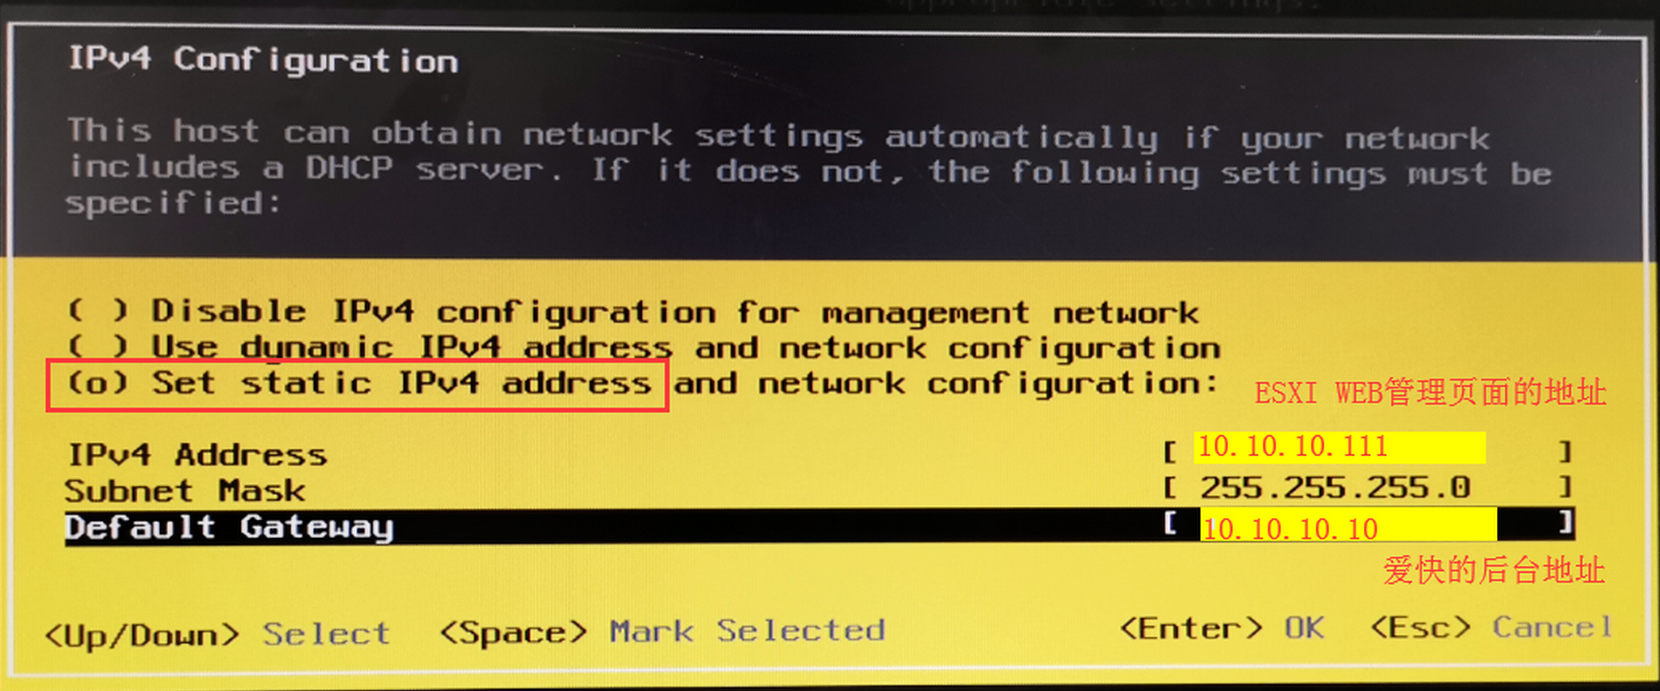 IPv4 Configuration
This host can obtain network settings automatically if your network
includes a DHCP server. If it does not, the following settings must be
specified:
( ) Disable IPv4 configuration for management network
( ) Use dynamic IPv4 address and network configuration
(o) Set static IPv4 address and network configuration:
ESXI WEB管理页面的地址
IPv4 Address [ 10.10.10.111 ]
Subnet Mask [ 255.255.255.0 ]
Default Gateway [ 10.10.10.10 ]
爱快的后台地址
<Up/Down> Select <Space> Mark Selected <Enter> OK <Esc> Cancel